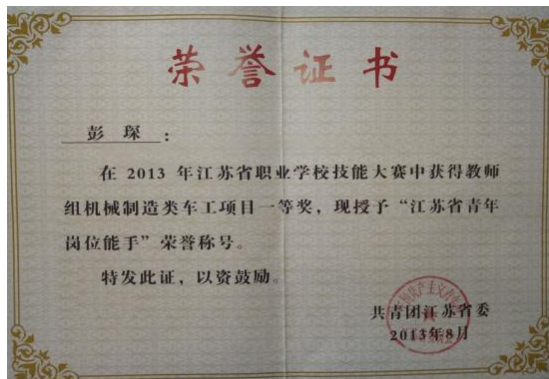 荣誉证书
彭琛：
在 2013 年江苏省职业学校技能大赛中获得教师
组机械制造类车工项目一等奖，现授予“江苏省青年
岗位能手”荣誉称号。
特发此证，以资鼓励。
共青团江苏省委
2013年8月